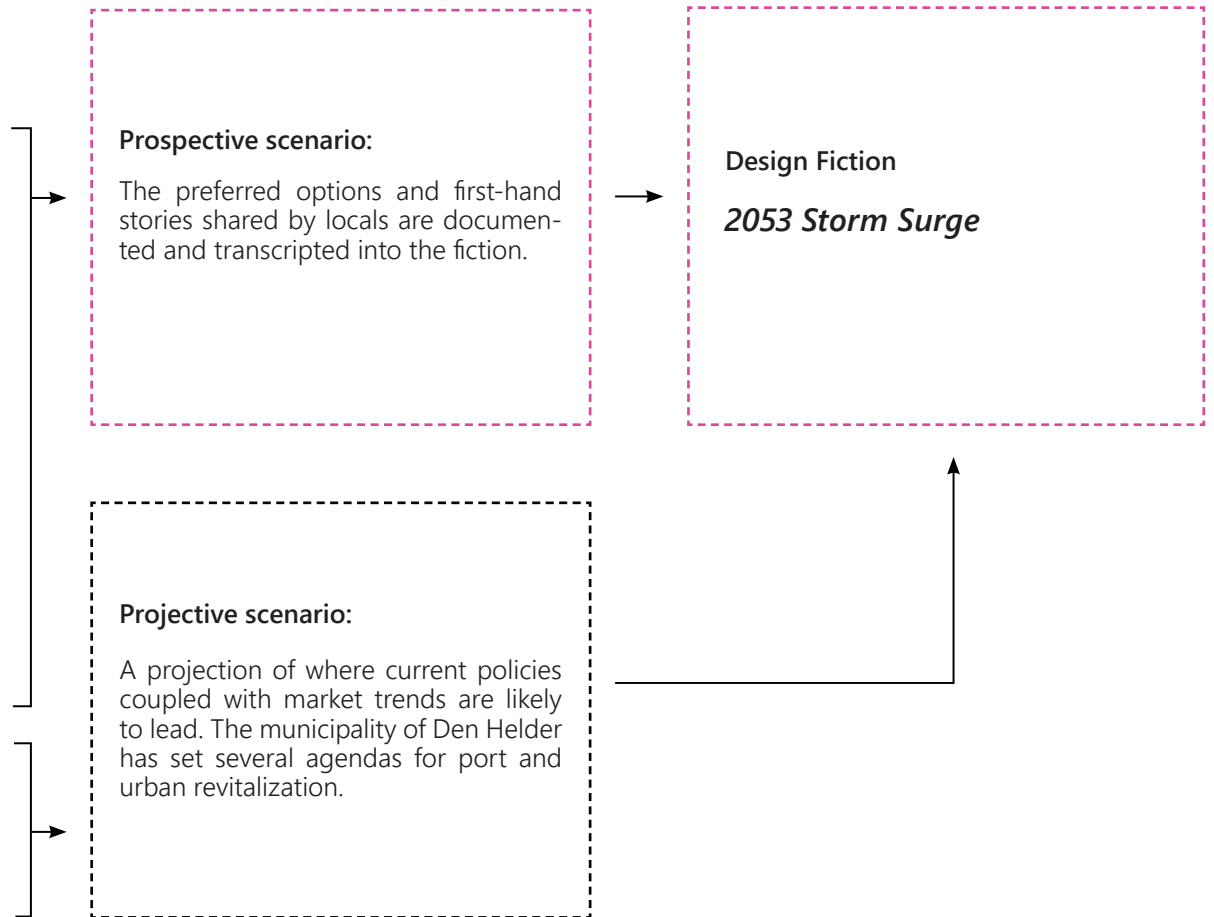 Prospective scenario:
The preferred options and first-hand
stories shared by locals are documen-
ted and transcripted into the fiction.
Design Fiction
2053 Storm Surge
Projective scenario:
A projection of where current policies
coupled with market trends are likely
to lead. The municipality of Den Helder
has set several agendas for port and
urban revitalization.